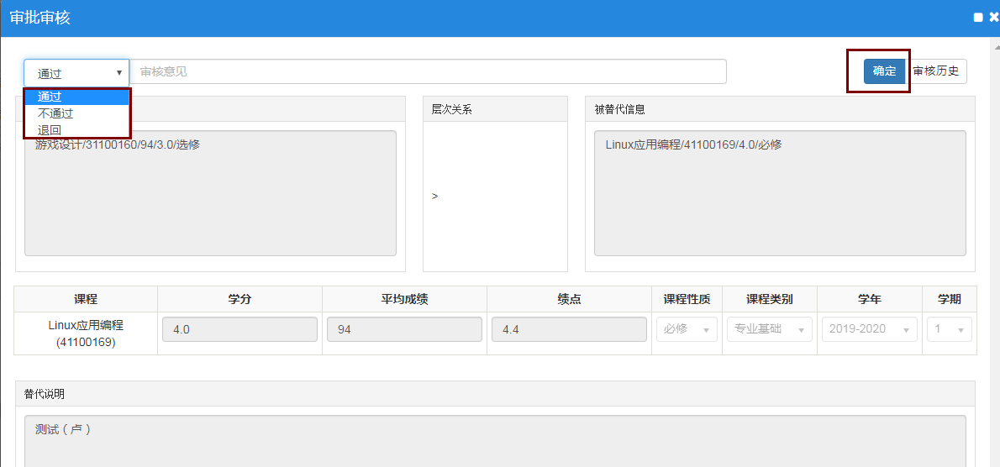 审批审核
通过
审核意见
确定
审核历史
通过
不通过
退回
层次关系
被替代信息
游戏设计/31100160/94/3.0/选修
>
Linux应用编程/41100169/4.0/必修
课程 学分 平均成绩 绩点 课程性质 课程类别 学年 学期
Linux应用编程 4.0 94 4.4 必修 专业基础 2019-2020 1
(41100169)
替代说明
测试（卢）